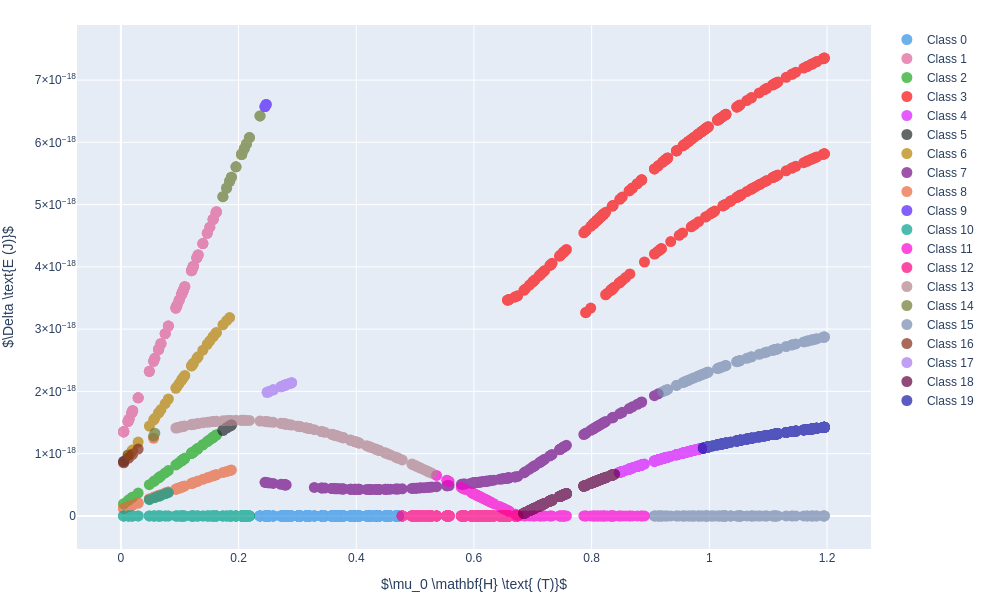 7×10⁻¹⁸
6×10⁻¹⁸
5×10⁻¹⁸
4×10⁻¹⁸
3×10⁻¹⁸
2×10⁻¹⁸
1×10⁻¹⁸
0
$\Delta \text{E (J)}$
0
0.2
0.4
0.6
0.8
1
1.2
$\mu_0 \mathbf{H} \text{ (T)}$
Class 0
Class 1
Class 2
Class 3
Class 4
Class 5
Class 6
Class 7
Class 8
Class 9
Class 10
Class 11
Class 12
Class 13
Class 14
Class 15
Class 16
Class 17
Class 18
Class 19